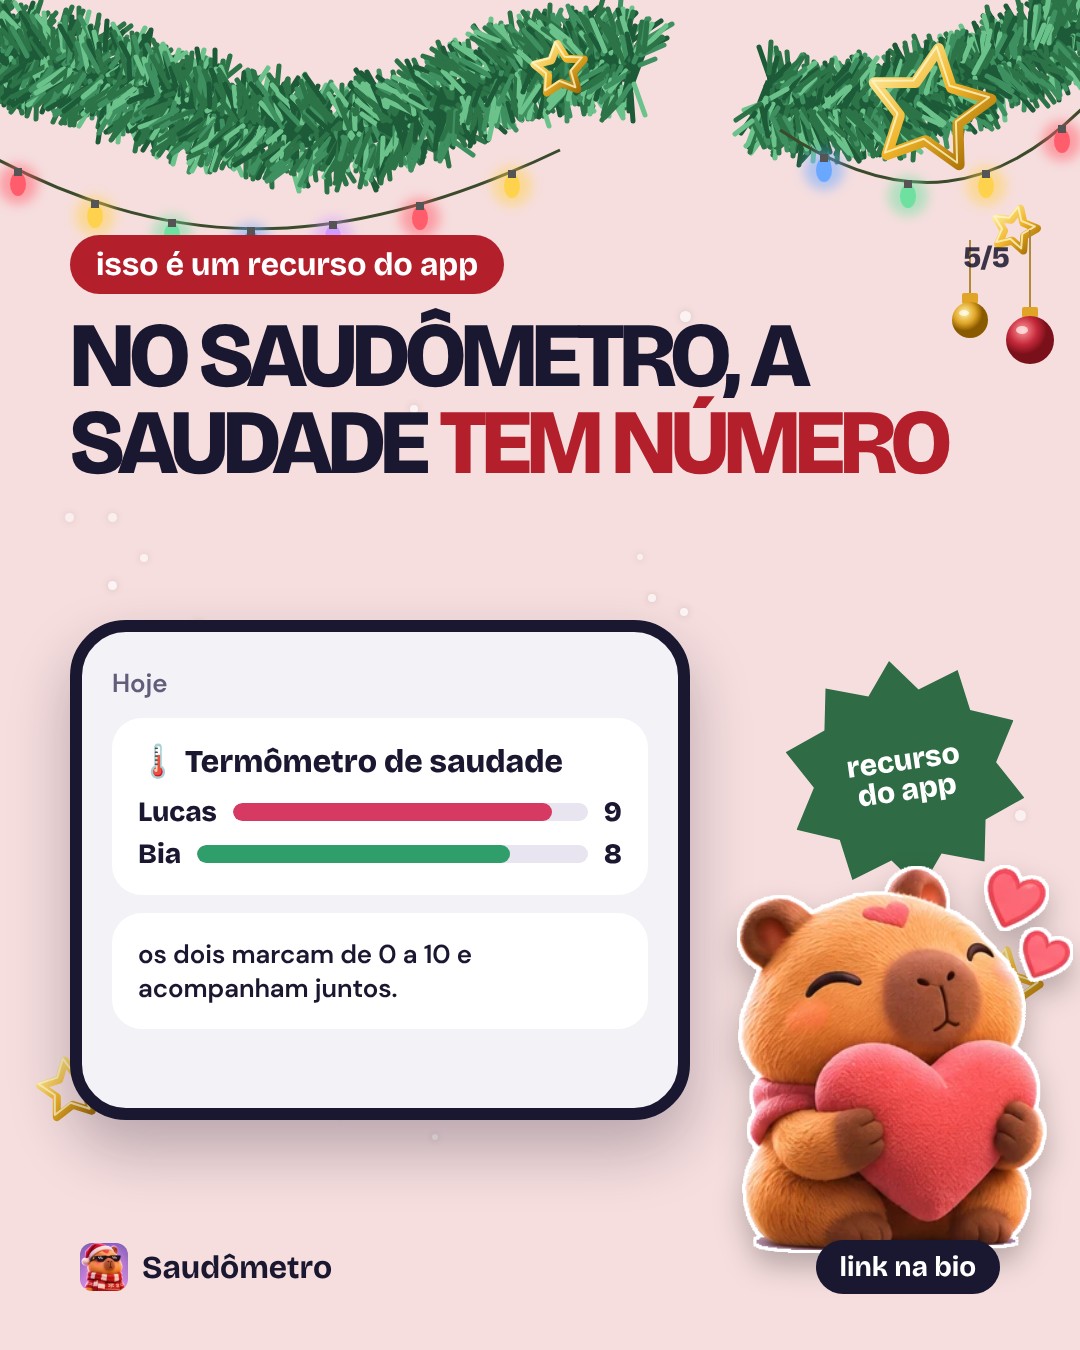 isso é um recurso do app
5/5
NO SAUDÔMETRO, A
SAUDADE TEM NÚMERO
Hoje
Termômetro de saudade
Lucas 9
Bia 8
os dois marcam de 0 a 10 e
acompanham juntos.
recurso
do app
Saudômetro
link na bio